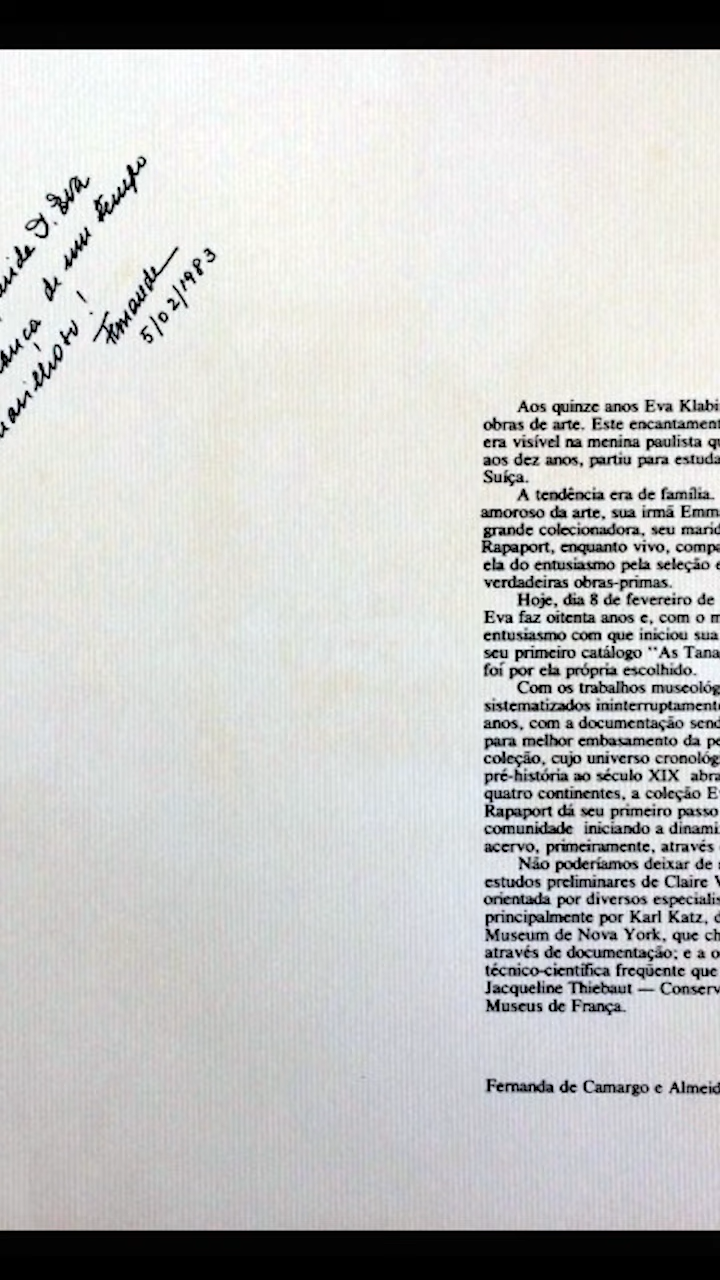 D. Eva
de um tempo
!
Fernanda
5/02/1983
Aos quinze anos Eva Klabi
obras de arte. Este encantament
era visível na menina paulista qu
aos dez anos, partiu para estuda
Suíça.
A tendência era de família.
amoroso da arte, sua irmã Emma
grande colecionadora, seu marid
Rapaport, enquanto vivo, compa
ela do entusiasmo pela seleção e
verdadeiras obras-primas.
Hoje, dia 8 de fevereiro de
Eva faz oitenta anos e, com o m
entusiasmo com que iniciou sua
seu primeiro catálogo "As Tana
foi por ela própria escolhido.
Com os trabalhos museológ
sistematizados ininterruptamente
anos, com a documentação send
para melhor embasamento da pe
coleção, cujo universo cronológi
pré-história ao século XIX abra
quatro continentes, a coleção E
Rapaport dá seu primeiro passo
comunidade iniciando a dinami
acervo, primeiramente, através
Não poderíamos deixar de
estudos preliminares de Claire V
orientada por diversos especialis
principalmente por Karl Katz, d
Museum de Nova York, que ch
através de documentação; e a o
técnico-científica freqüente que
Jacqueline Thiebaut — Conserv
Museus de França.
Fernanda de Camargo e Almeid